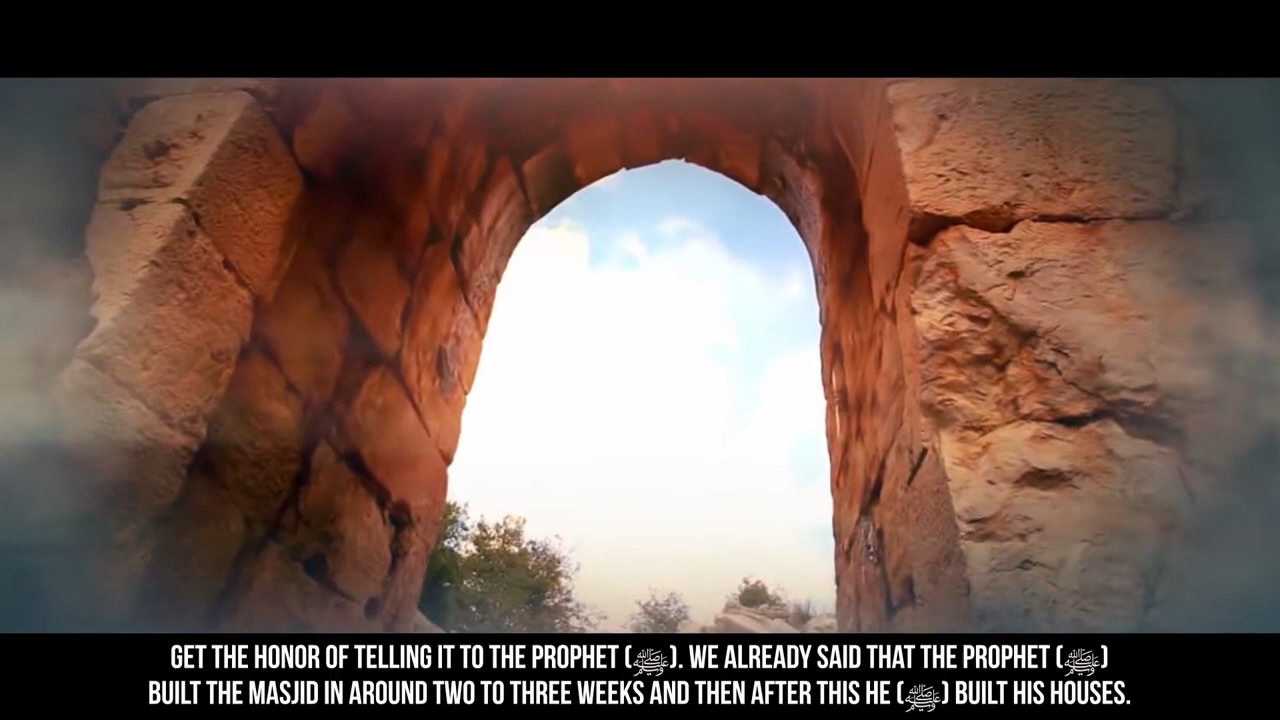 GET THE HONOR OF TELLING IT TO THE PROPHET (ﷺ). WE ALREADY SAID THAT THE PROPHET (ﷺ)
BUILT THE MASJID IN AROUND TWO TO THREE WEEKS AND THEN AFTER THIS HE (ﷺ) BUILT HIS HOUSES.